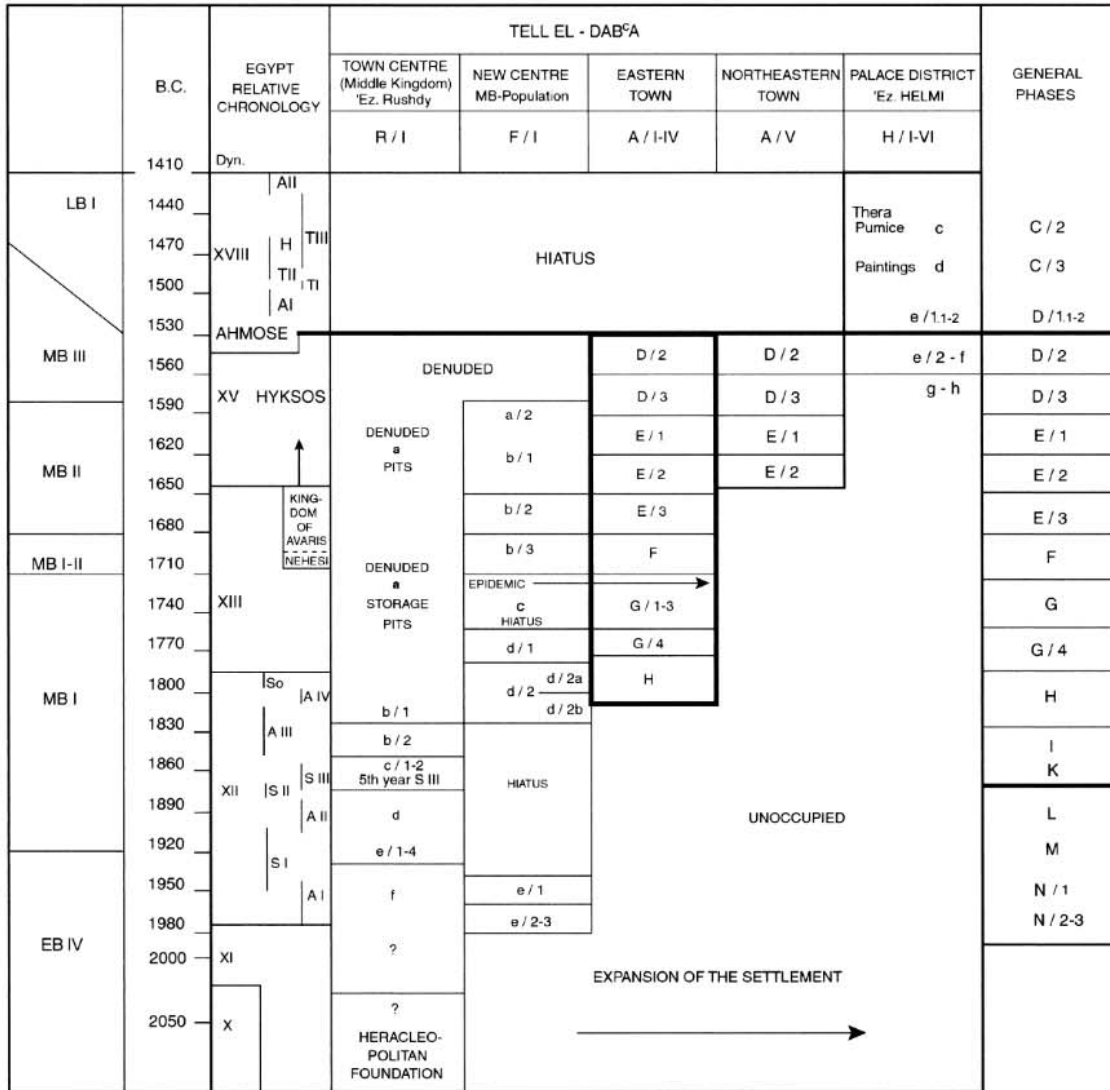 TELL EL - DABᶜA
B.C.
EGYPT
RELATIVE
CHRONOLOGY
TOWN CENTRE
(Middle Kingdom)
'Ez. Rushdy
NEW CENTRE
MB-Population
EASTERN
TOWN
NORTHEASTERN
TOWN
PALACE DISTRICT
'Ez. HELMI
GENERAL
PHASES
R / I
F / I
A / I-IV
A / V
H / I-VI
1410
Dyn.
LB I
1440
1470
1500
1530
XVIII
AII
TIII
H
TII
TI
AI
AHMOSE
HIATUS
Thera
Pumice c
Paintings d
e / 1.1-2
C / 2
C / 3
D / 1.1-2
MB III
1560
1590
XV HYKSOS
DENUDED
D / 2
D / 2
e / 2 - f
D / 2
D / 3
D / 3
g - h
D / 3
MB II
1620
1650
1680
DENUDED
a
PITS
a / 2
b / 1
E / 1
E / 1
E / 1
E / 2
E / 2
E / 2
KING-
DOM
OF
AVARIS
NEHESI
b / 2
E / 3
E / 3
MB I-II
1710
b / 3
F
F
XIII
1740
1770
DENUDED
a
STORAGE
PITS
EPIDEMIC
c
HIATUS
G / 1-3
G
d / 1
G / 4
G / 4
MB I
1800
1830
1860
1890
1920
So
A IV
A III
S III
XII
S II
A II
S I
A I
d / 2
d / 2a
d / 2b
H
H
b / 1
b / 2
c / 1-2
5th year S III
d
e / 1-4
HIATUS
UNOCCUPIED
I
K
L
M
EB IV
1950
1980
2000
2050
f
e / 1
e / 2-3
N / 1
N / 2-3
XI
?
EXPANSION OF THE SETTLEMENT
X
?
HERACLEO-
POLITAN
FOUNDATION